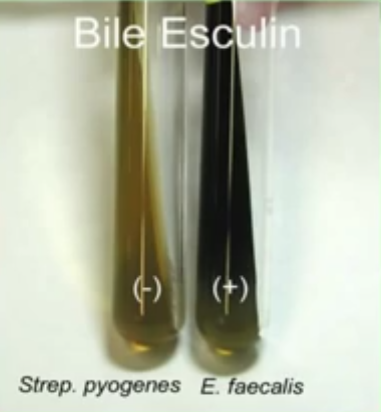 Bile Esculin
(-) (+)
Strep. pyogenes E. faecalis